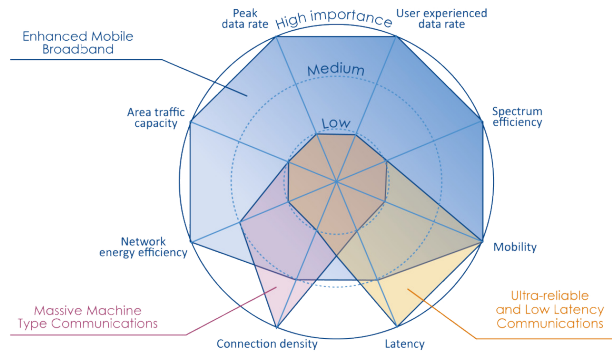 Peak
data rate
High importance
User experienced
data rate
Enhanced Mobile
Broadband
Medium
Area traffic
capacity
Low
Spectrum
efficiency
Network
energy efficiency
Mobility
Massive Machine
Type Communications
Ultra-reliable
and Low Latency
Communications
Connection density
Latency